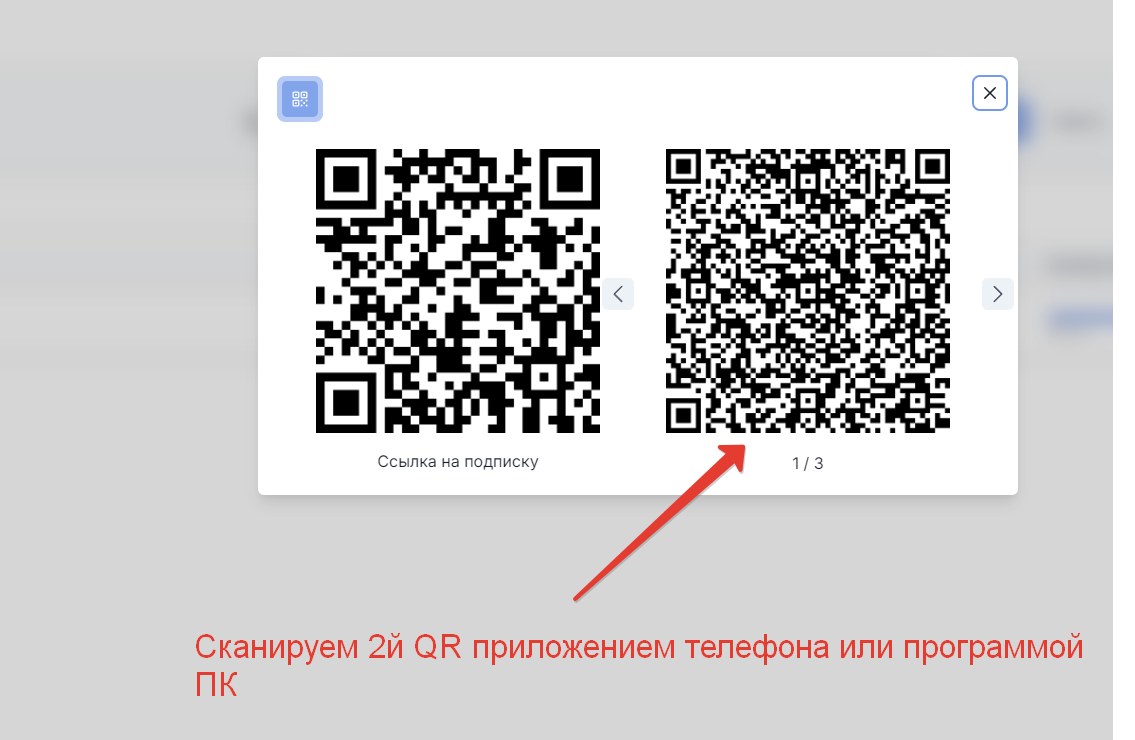 Ссылка на подписку
1 / 3
Сканируем 2й QR приложением телефона или программой
ПК